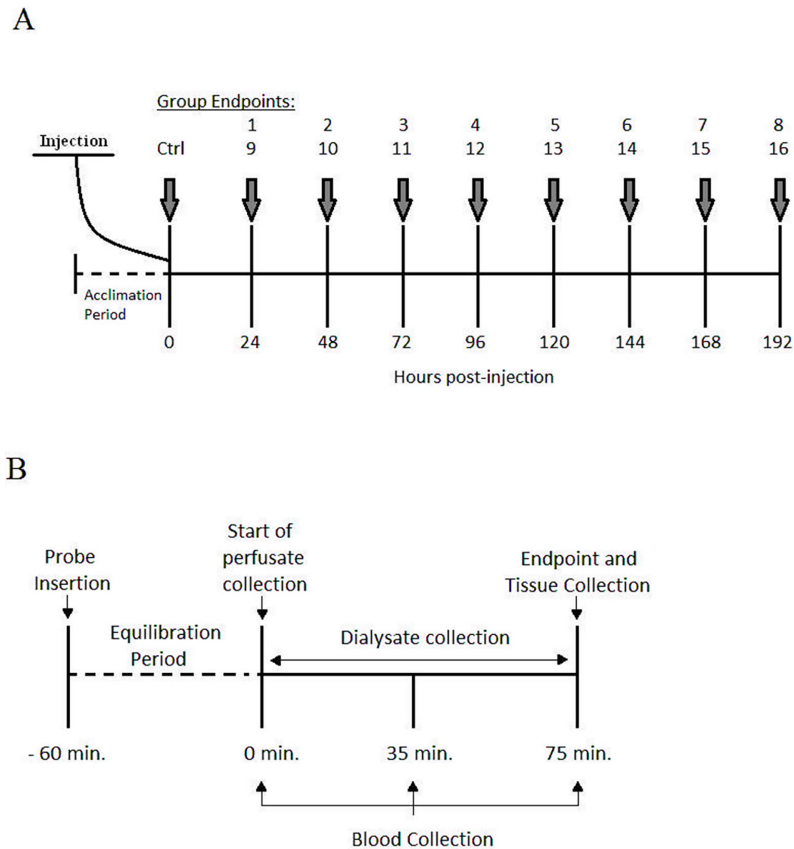 A
Group Endpoints:
Injection
1 2 3 4 5 6 7 8
Ctrl 9 10 11 12 13 14 15 16
Acclimation
Period
0 24 48 72 96 120 144 168 192
Hours post-injection
B
Probe
Insertion
Start of
perfusate
collection
Endpoint and
Tissue Collection
Equilibration
Period
Dialysate collection
- 60 min. 0 min. 35 min. 75 min.
Blood Collection